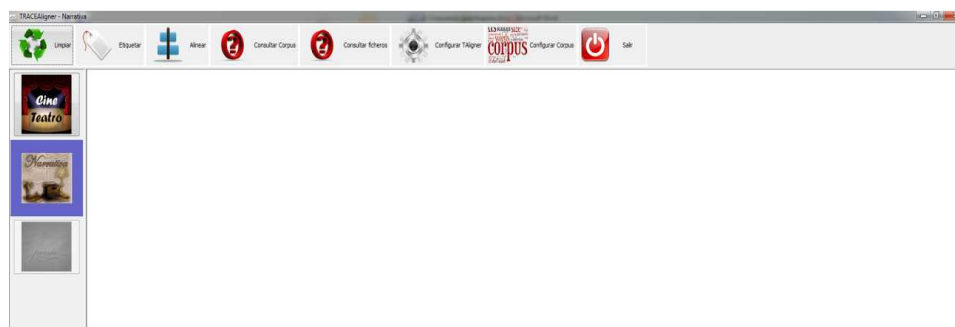 TRACEAligner - Narrativa
Limpiar
Etiquetar
Alinear
Consultar Corpus
Consultar ficheros
Configurar TAligner
corpus
Configurar Corpus
Salir
Cine
Teatro
Narrativa